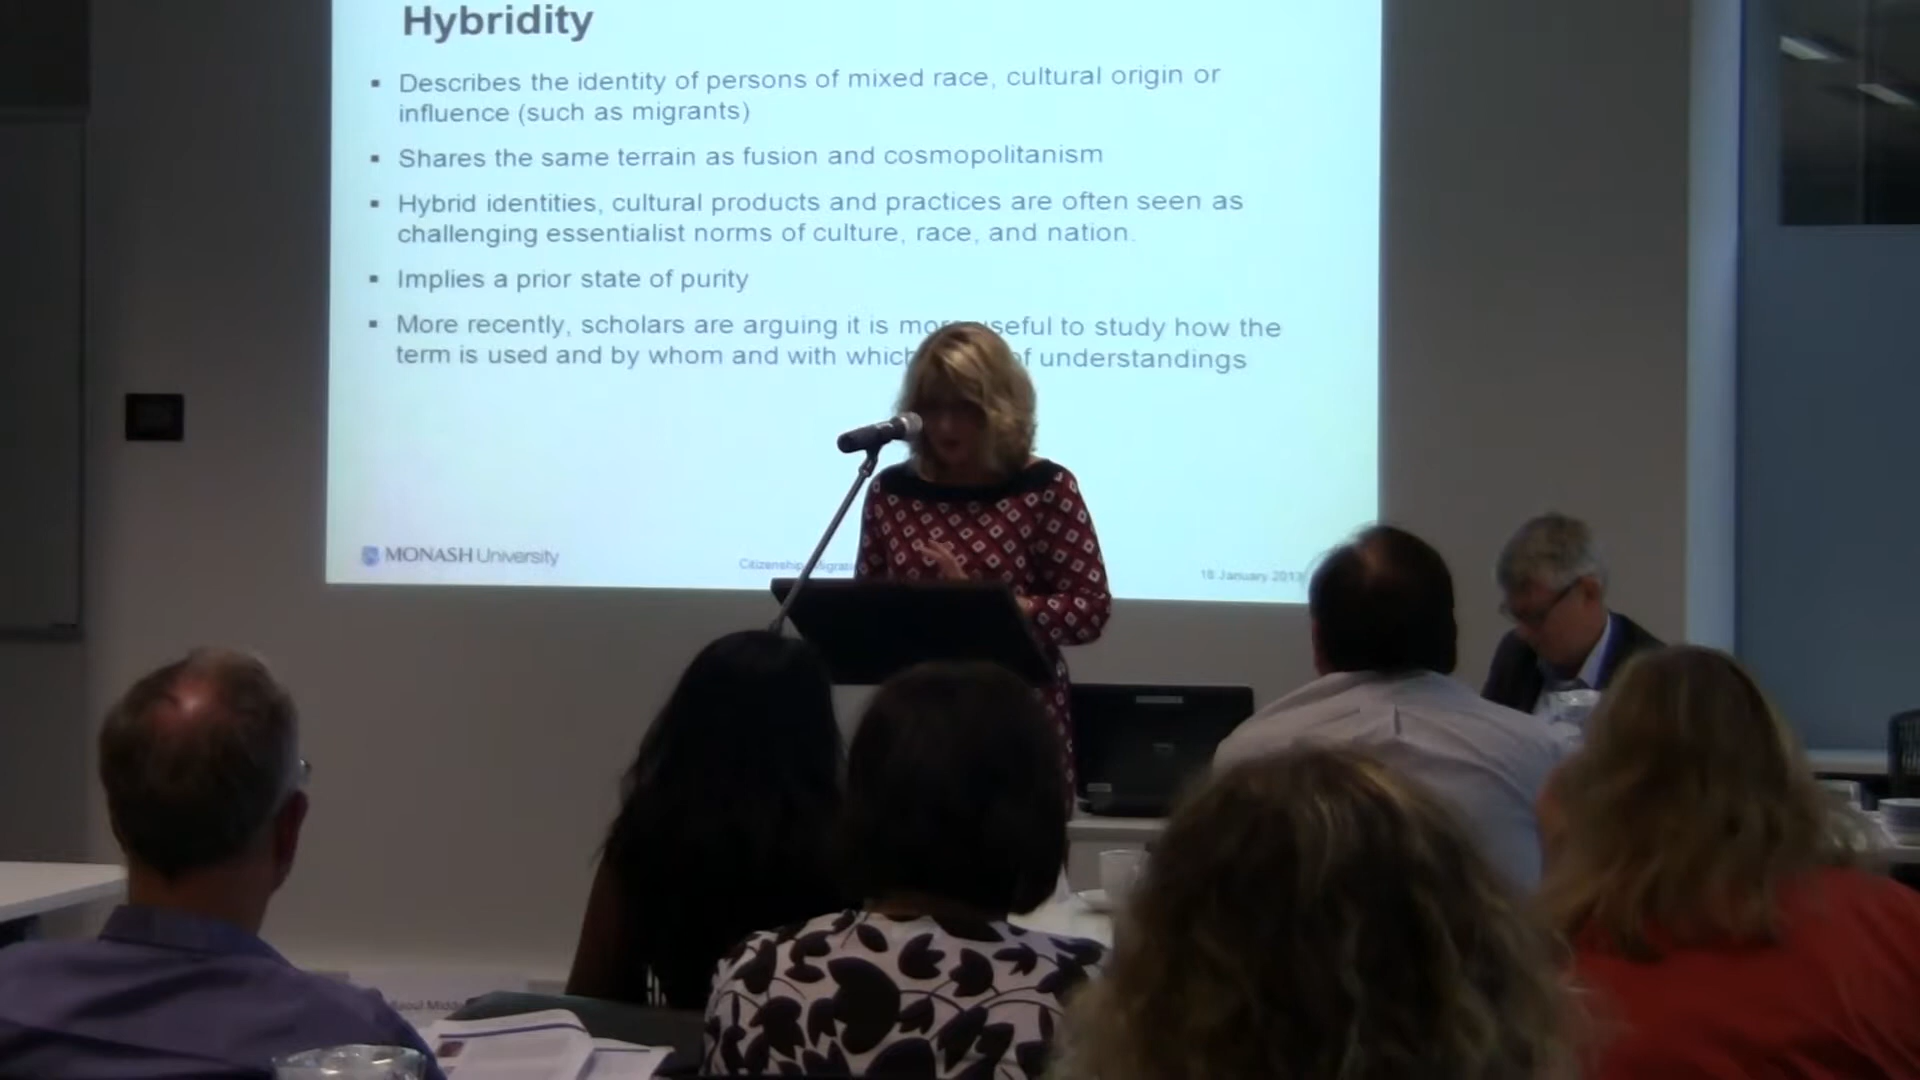 Hybridity
▪ Describes the identity of persons of mixed race, cultural origin or
influence (such as migrants)
▪ Shares the same terrain as fusion and cosmopolitanism
▪ Hybrid identities, cultural products and practices are often seen as
challenging essentialist norms of culture, race, and nation.
▪ Implies a prior state of purity
▪ More recently, scholars are arguing it is more useful to study how the
term is used and by whom and with which of understandings
MONASH University
Citizenship
18 January 2013